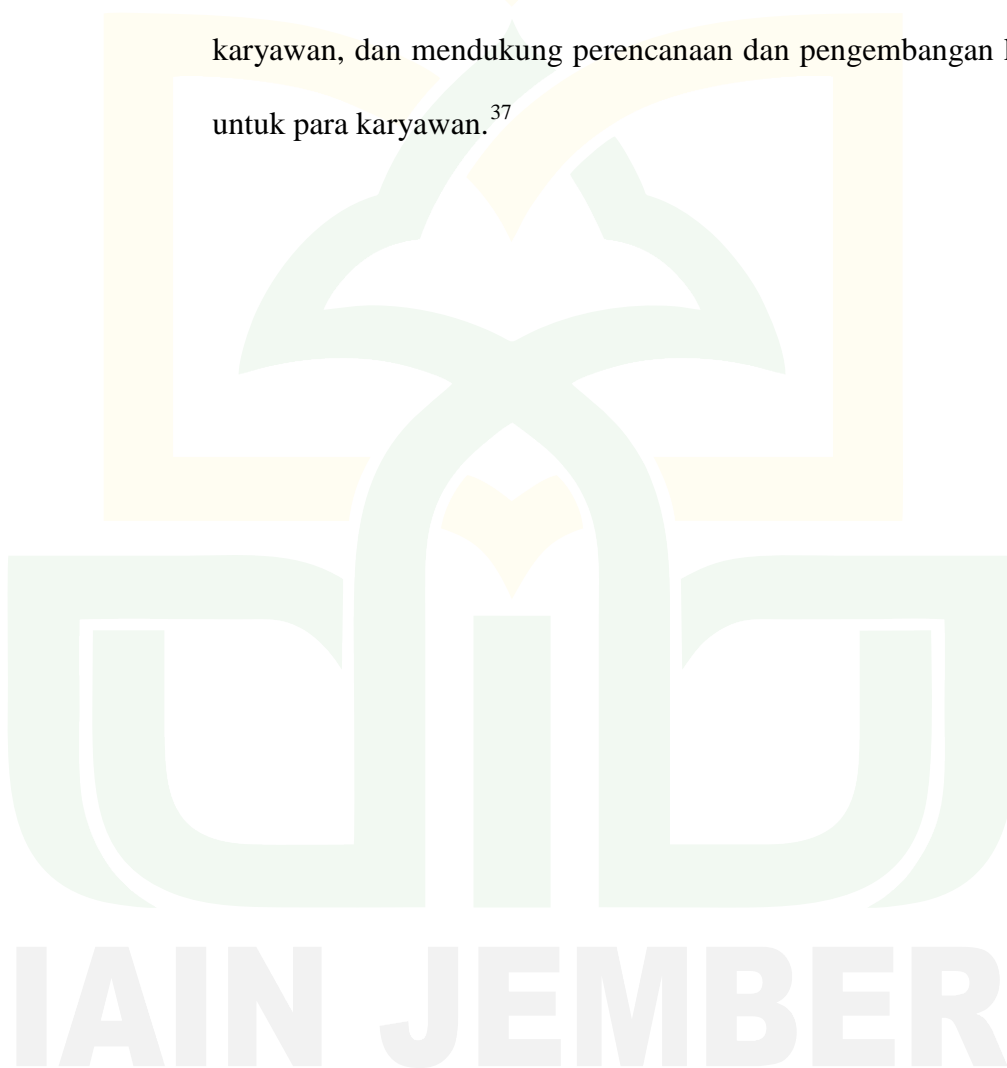 karyawan, dan mendukung perencanaan dan pengembangan
untuk para karyawan.³⁷
IAIN JEMBER